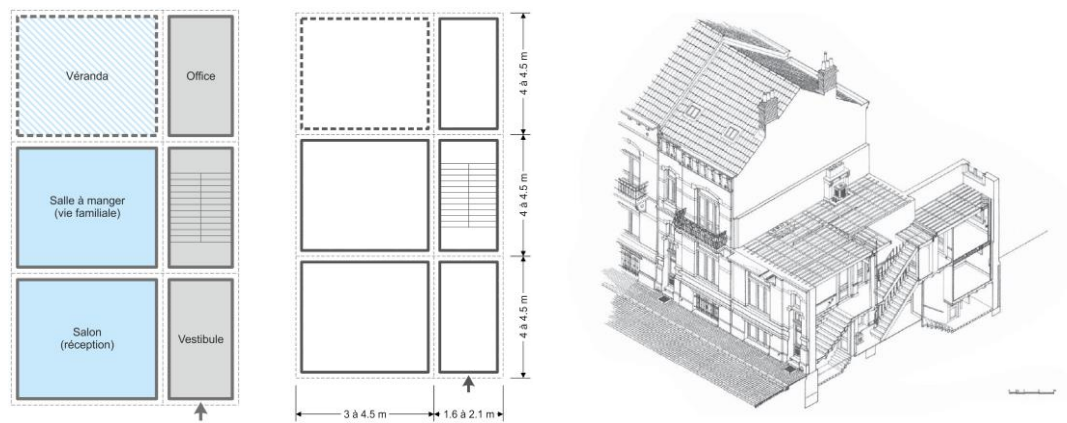 Véranda
Office
Salle à manger
(vie familiale)
Salon
(réception)
Vestibule
4 à 4.5 m
4 à 4.5 m
4 à 4.5 m
3 à 4.5 m
1.6 à 2.1 m